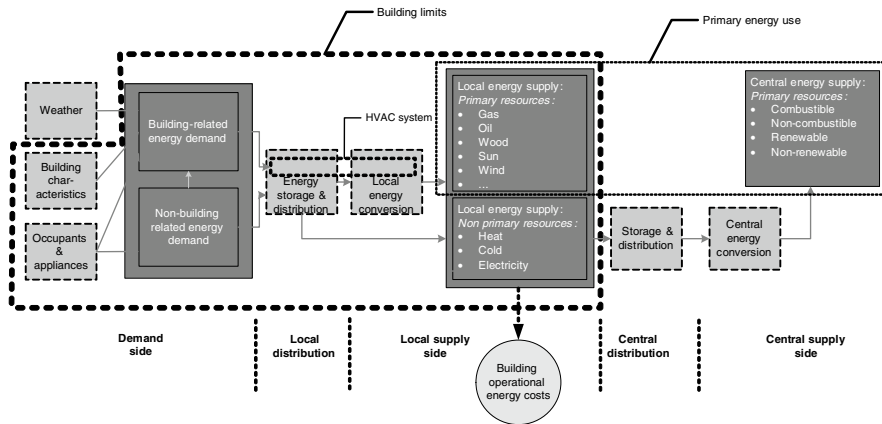 Building limits
Primary energy use
Weather
Building
char-
acteristics
Occupants
&
appliances
Building-related
energy demand
Non-building
related energy
demand
HVAC system
Energy
storage &
distribution
Local
energy
conversion
Local energy supply:
Primary resources:
• Gas
• Oil
• Wood
• Sun
• Wind
• ...
Local energy supply:
Non primary resources:
• Heat
• Cold
• Electricity
Storage &
distribution
Central
energy
conversion
Central energy supply:
Primary resources:
• Combustible
• Non-combustible
• Renewable
• Non-renewable
Demand
side
Local
distribution
Local supply
side
Central
distribution
Central supply
side
Building
operational
energy costs